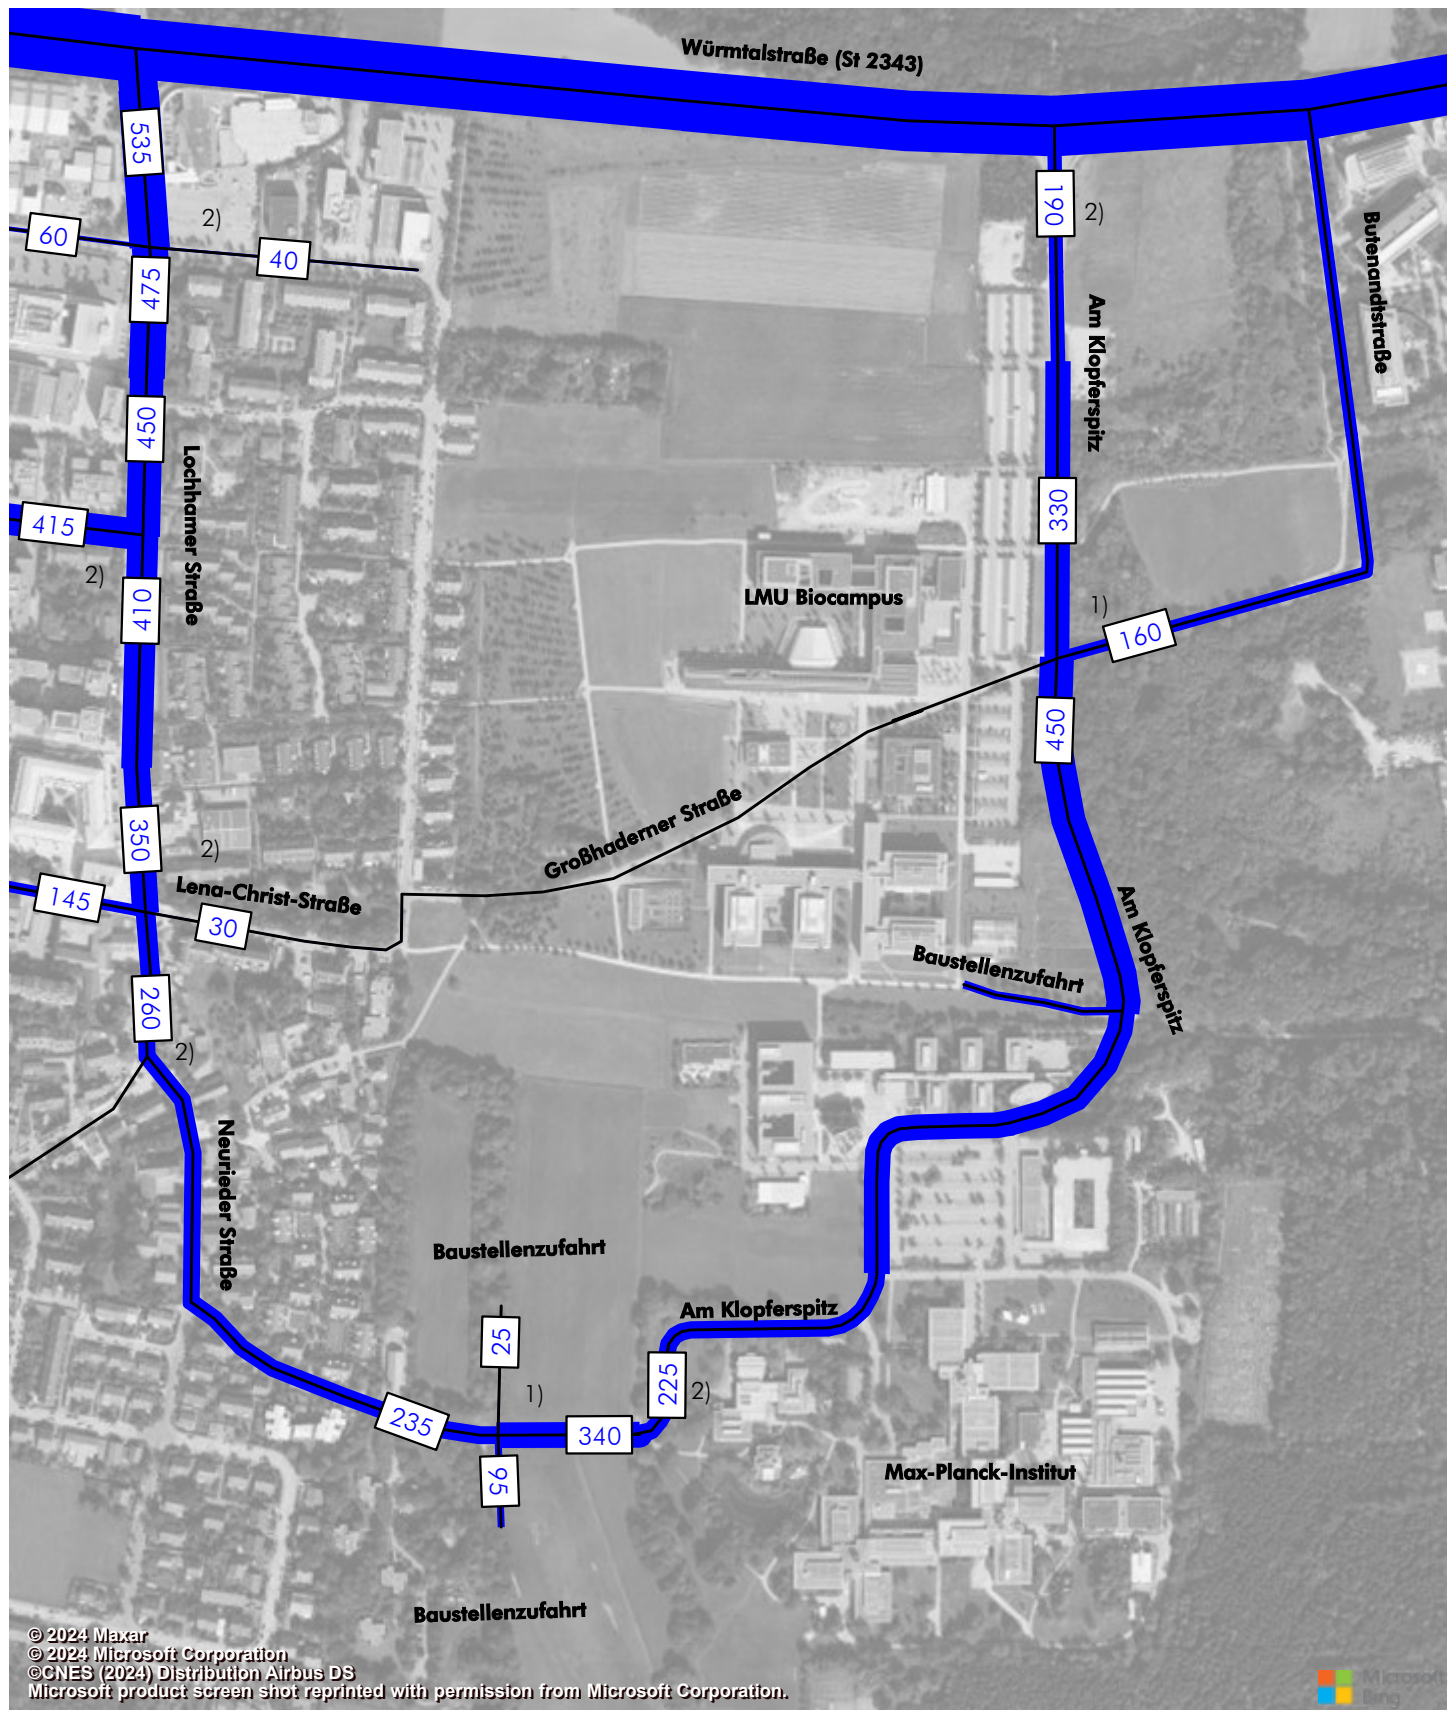 Würmtalstraße (St 2343)
535
2)
190
2)
60
40
475
Butenandtstraße
Am Klopferspitz
450
Lochhamer Straße
330
415
2)
LMU Biocampus
410
1)
160
450
Großhaderner Straße
350
2)
145
Lena-Christ-Straße
30
Am Klopferspitz
Baustellenzufahrt
260
2)
Neurieder Straße
Baustellenzufahrt
Am Klopferspitz
25
1)
225
2)
235
340
95
Max-Planck-Institut
Baustellenzufahrt
© 2024 Maxar
© 2024 Microsoft Corporation
©CNES (2024) Distribution Airbus DS
Microsoft product screen shot reprinted with permission from Microsoft Corporation.
Microsoft
Bing